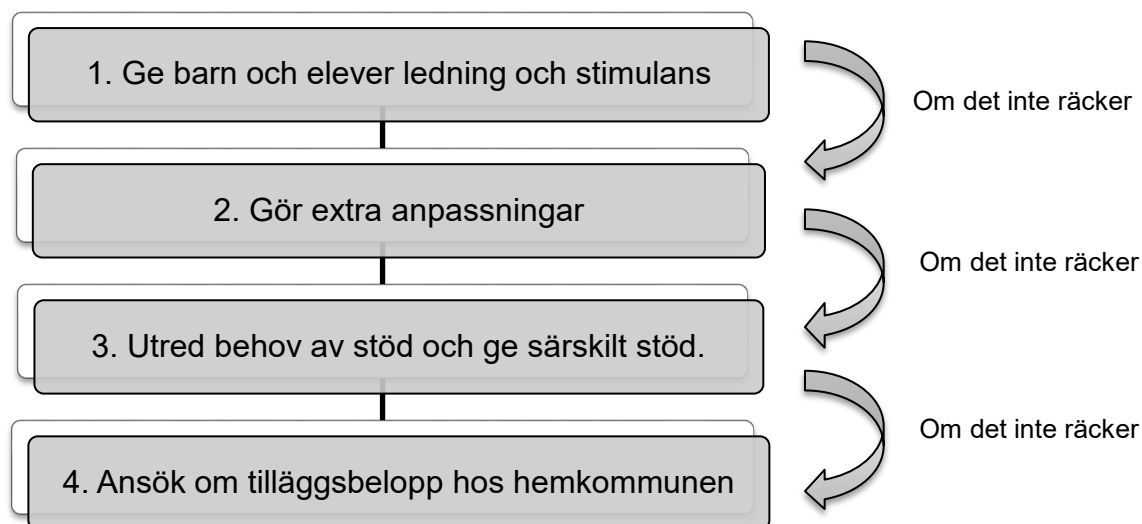 1. Ge barn och elever ledning och stimulans
Om det inte räcker
2. Gör extra anpassningar
Om det inte räcker
3. Utred behov av stöd och ge särskilt stöd.
Om det inte räcker
4. Ansök om tilläggsbelopp hos hemkommunen